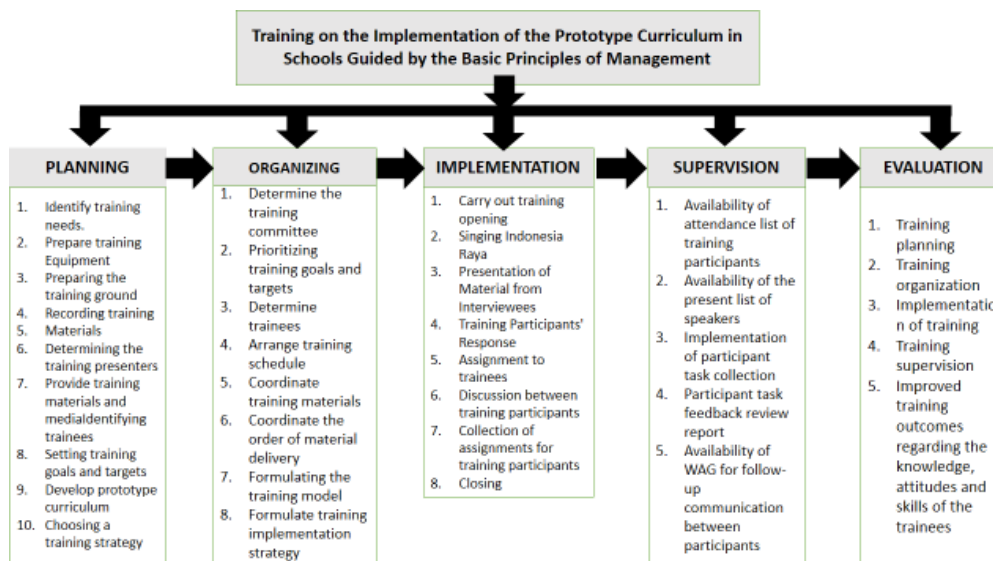 Training on the Implementation of the Prototype Curriculum in
Schools Guided by the Basic Principles of Management
PLANNING
1. Identify training
needs.
2. Prepare training
Equipment
3. Preparing the
training ground
4. Recording training
5. Materials
6. Determining the
training presenters
7. Provide training
materials and
mediaIdentifying
trainees
8. Setting training
goals and targets
9. Develop prototype
curriculum
10. Choosing a
training strategy
ORGANIZING
1. Determine the
training
committee
2. Prioritizing
training goals and
targets
3. Determine
trainees
4. Arrange training
schedule
5. Coordinate
training materials
6. Coordinate the
order of material
delivery
7. Formulating the
training model
8. Formulate training
implementation
strategy
IMPLEMENTATION
1. Carry out training
opening
2. Singing Indonesia
Raya
3. Presentation of
Material from
Interviewees
4. Training Participants'
Response
5. Assignment to
trainees
6. Discussion between
training participants
7. Collection of
assignments for
training participants
8. Closing
SUPERVISION
1. Availability of
attendance list of
training
participants
2. Availability of the
present list of
speakers
3. Implementation
of participant
task collection
4. Participant task
feedback review
report
5. Availability of
WAG for follow-
up
communication
between
participants
EVALUATION
1. Training
planning
2. Training
organization
3. Implementatio
n of training
4. Training
supervision
5. Improved
training
outcomes
regarding the
knowledge,
attitudes and
skills of the
trainees